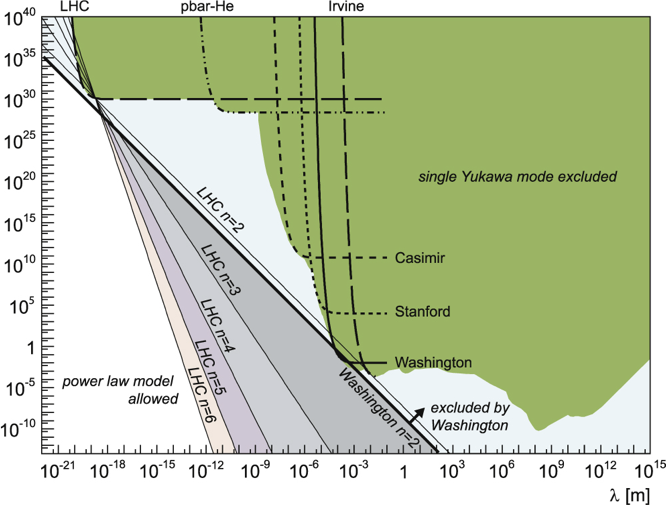 LHC pbar-He Irvine
10^40
10^35
10^30
10^25
10^20
10^15
10^10
10^5
1
10^-5
10^-10
single Yukawa mode excluded
LHC n=2
LHC n=3
LHC n=4
LHC n=5
LHC n=6
Casimir
Stanford
Washington
Washington n=2
power law model
allowed
excluded by
Washington
10^-21 10^-18 10^-15 10^-12 10^-9 10^-6 10^-3 1 10^3 10^6 10^9 10^12 10^15
λ [m]